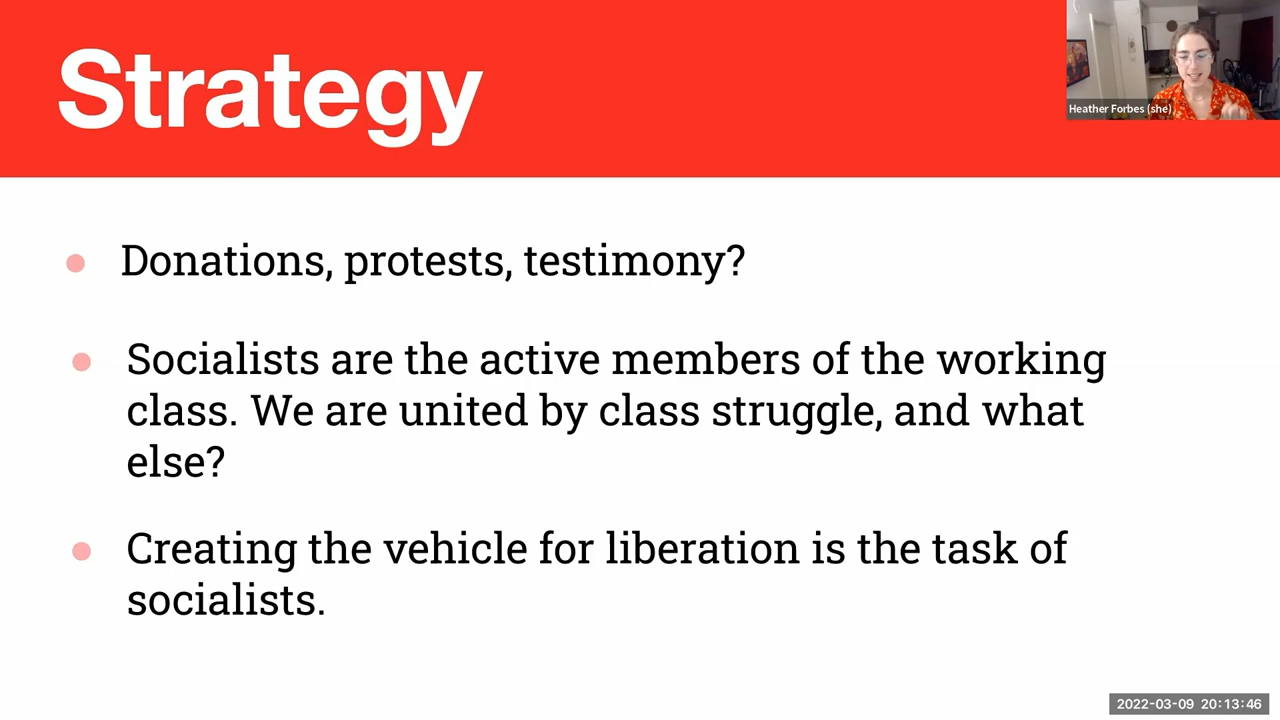 Strategy
Heather Forbes (she)
Donations, protests, testimony?
Socialists are the active members of the working
class. We are united by class struggle, and what
else?
Creating the vehicle for liberation is the task of
socialists.
2022-03-09 20:13:46